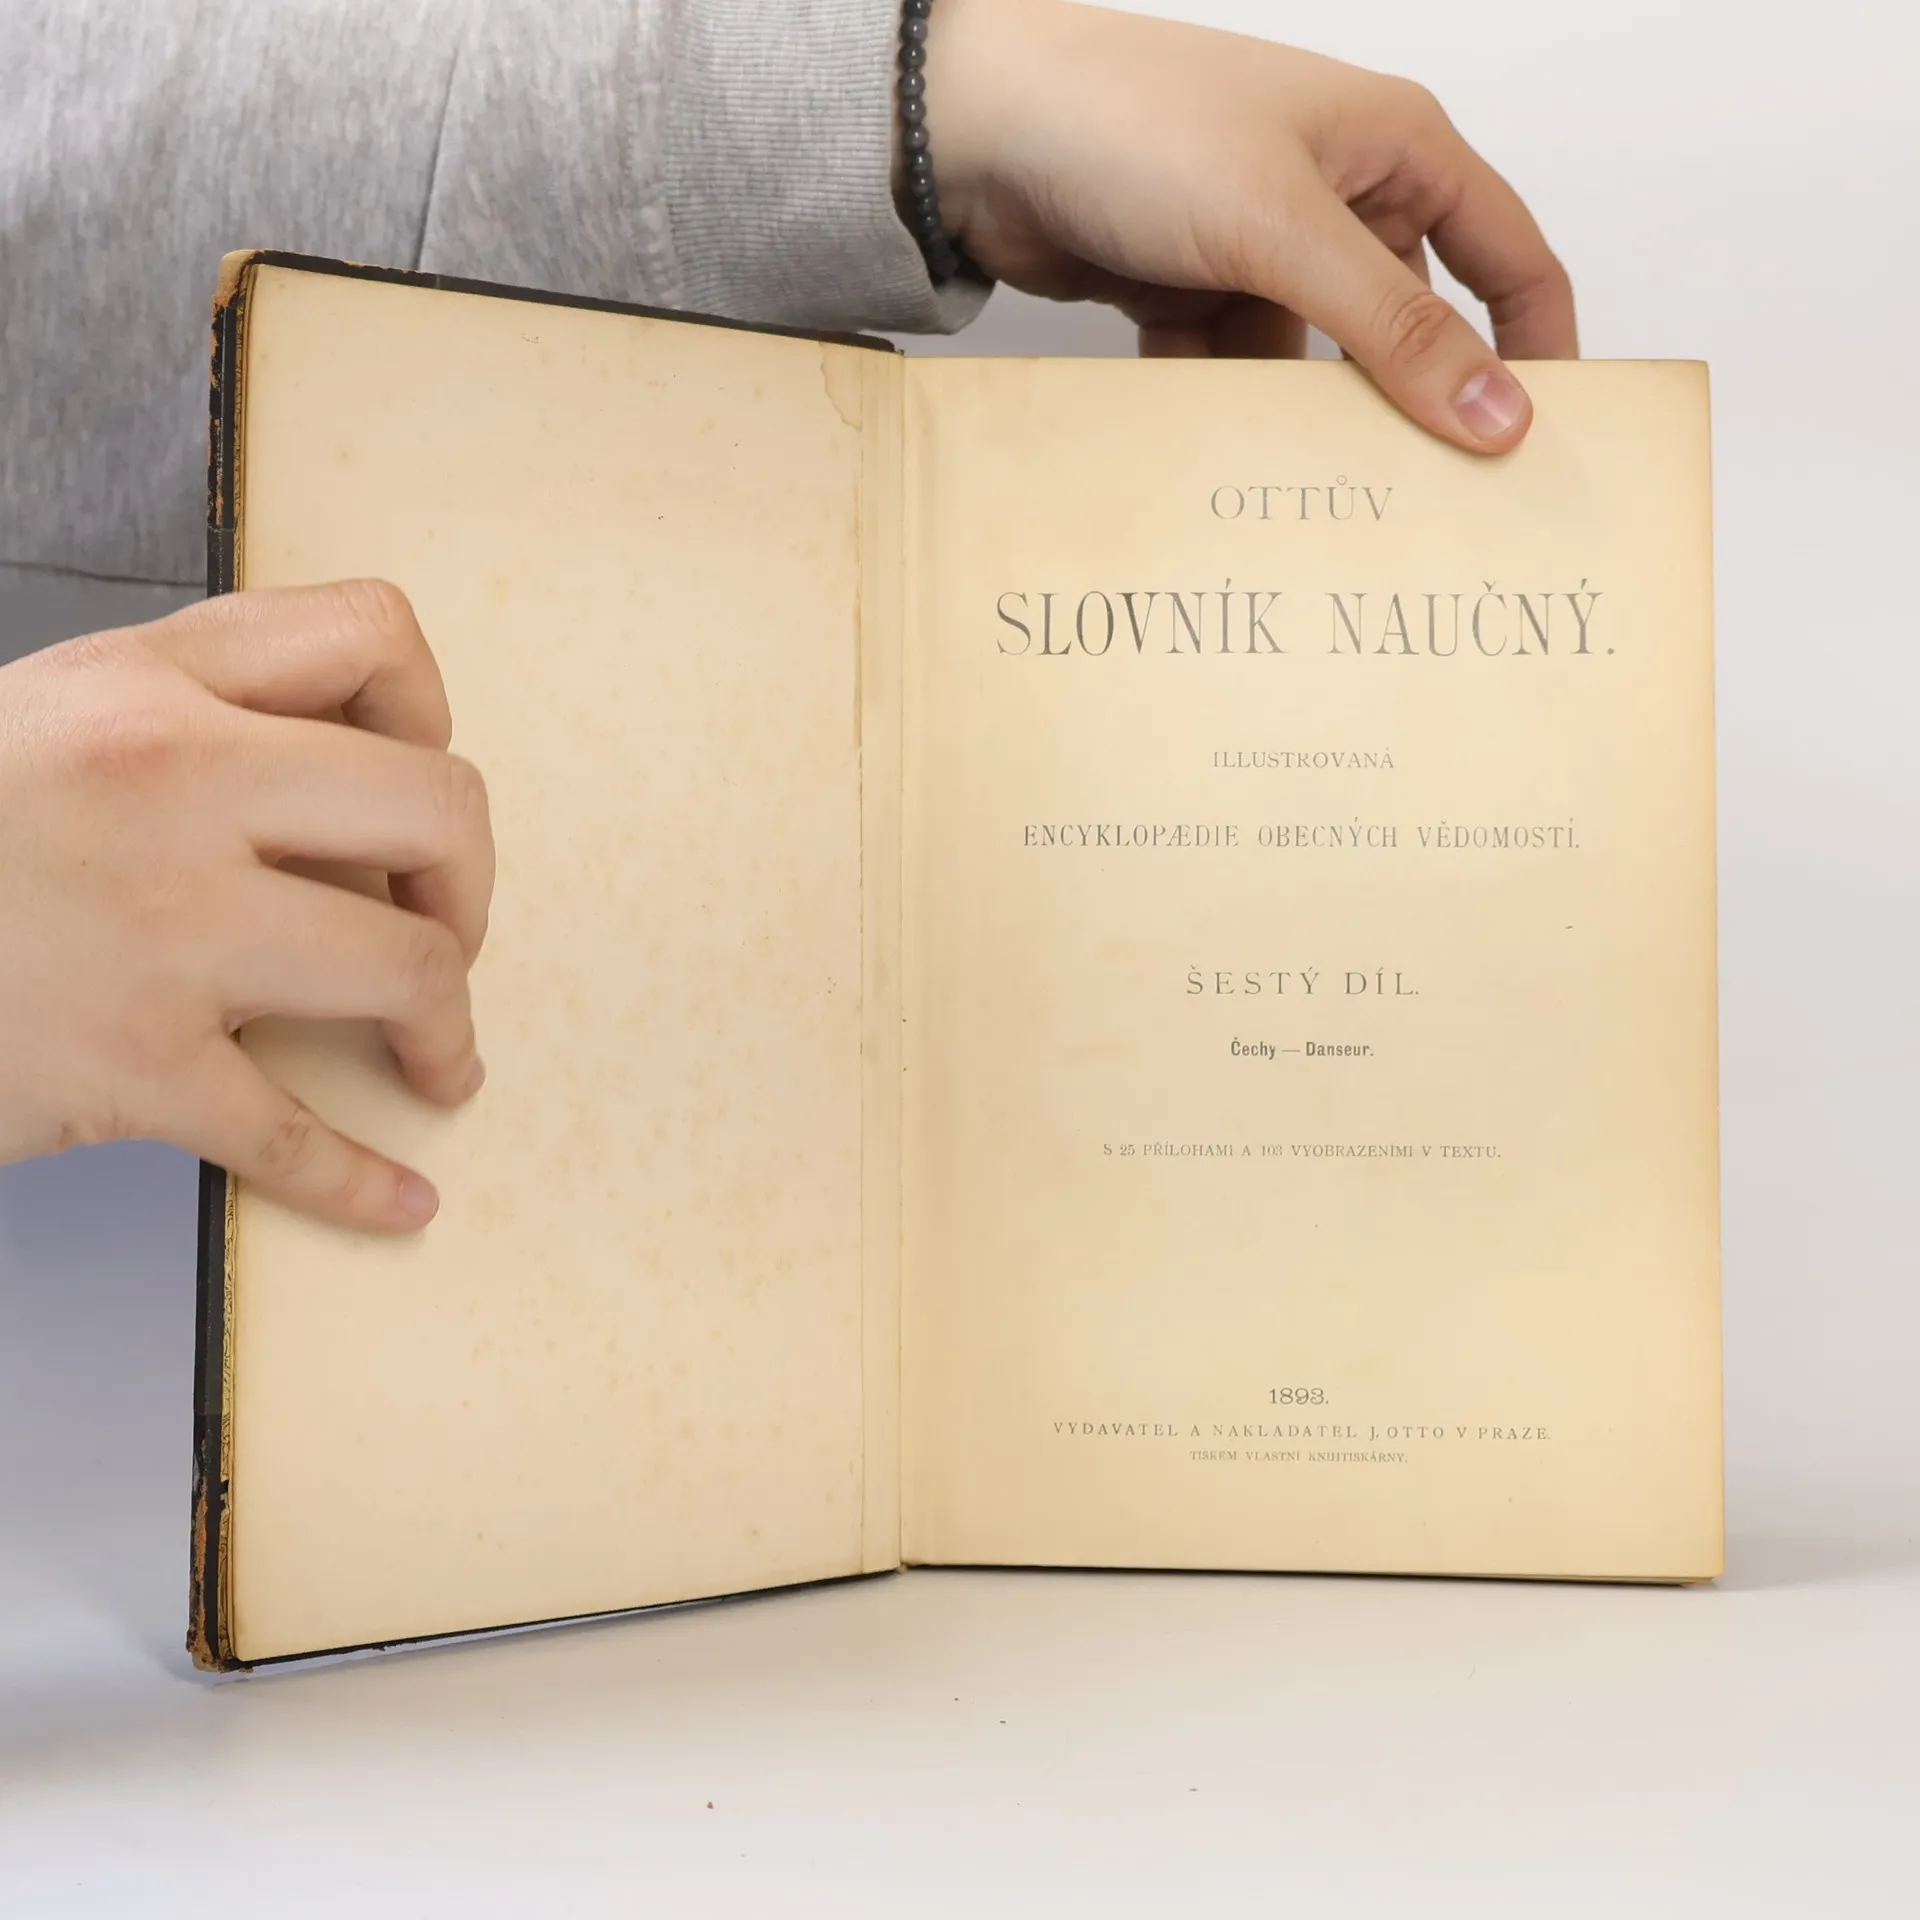 OTTŮV
SLOVNÍK NAUČNÝ.
ILLUSTROVANÁ
ENCYKLOPÆDIE OBECNÝCH VĚDOMOSTÍ.
ŠESTÝ DÍL.
Čechy — Danseur.
S 25 PŘÍLOHAMI A 103 VYOBRAZENÍMI V TEXTU.
1893.
VYDAVATEL A NAKLADATEL J. OTTO V PRAZE.
TISKEM VLASTNÍ KNIHTISKÁRNY.